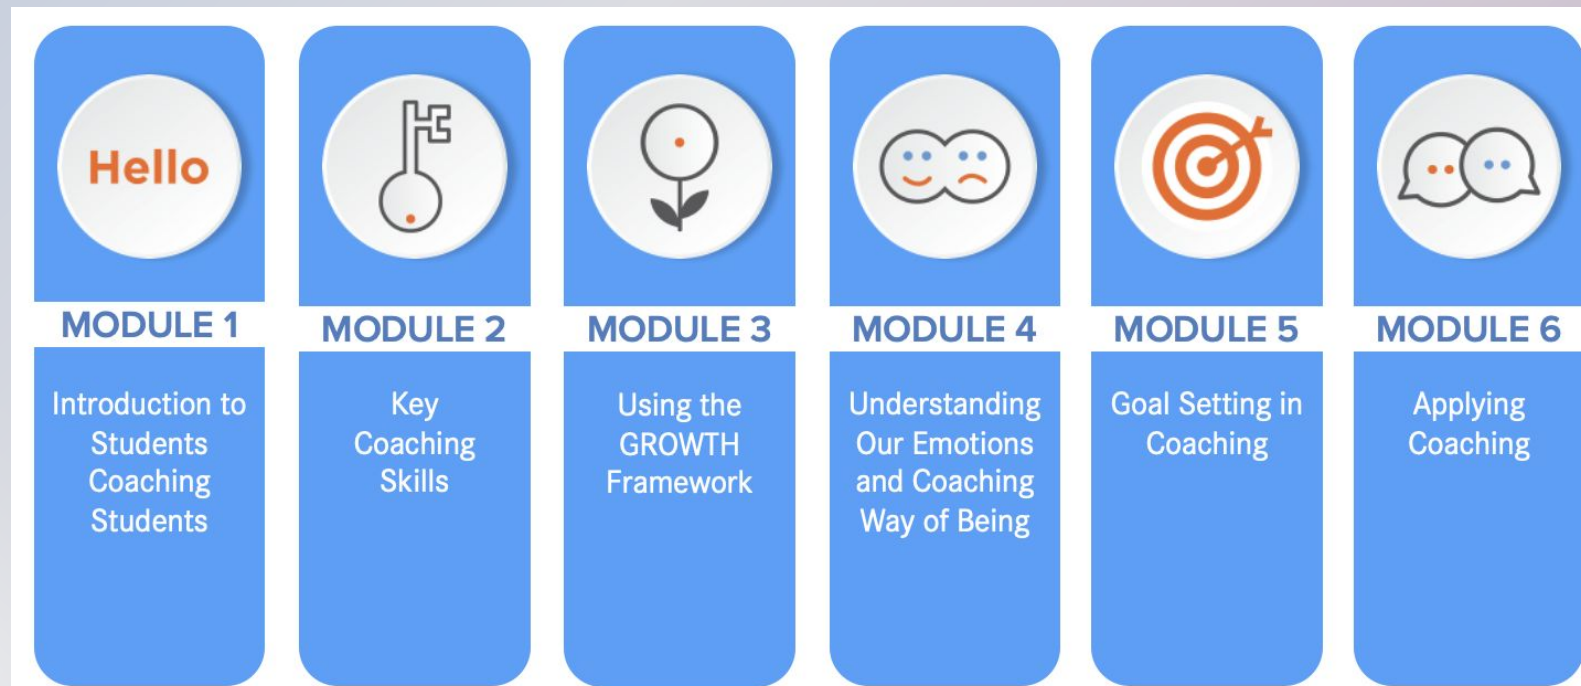 Hello
MODULE 1
Introduction to
Students
Coaching
Students
MODULE 2
Key
Coaching
Skills
MODULE 3
Using the
GROWTH
Framework
MODULE 4
Understanding
Our Emotions
and Coaching
Way of Being
MODULE 5
Goal Setting in
Coaching
MODULE 6
Applying
Coaching